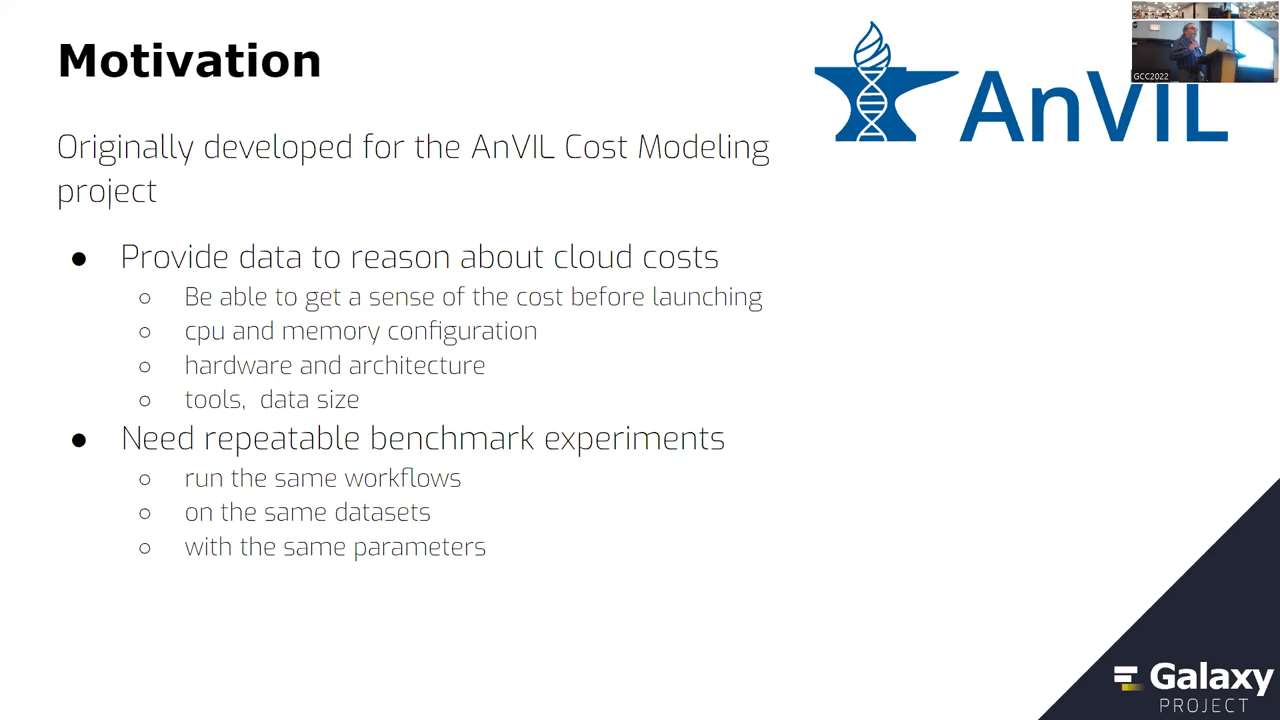 Motivation
AnVIL
GCC2022
Originally developed for the AnVIL Cost Modeling
project
● Provide data to reason about cloud costs
○ Be able to get a sense of the cost before launching
○ cpu and memory configuration
○ hardware and architecture
○ tools,  data size
● Need repeatable benchmark experiments
○ run the same workflows
○ on the same datasets
○ with the same parameters
Galaxy
PROJECT